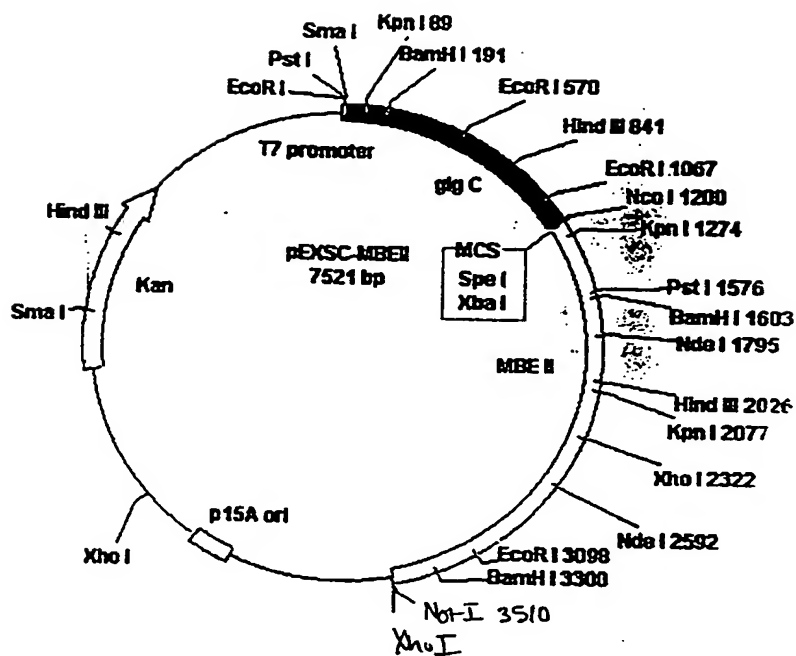 Sma I
Kpn I 89
Pst I
BamH I 191
EcoR I
EcoR I 570
T7 promoter
Hind III 841
glg C
EcoR I 1067
Nco I 1200
Hind III
Kpn I 1274
pEXSC-MBEII
7521 bp
MCS
Spe I
Xba I
Kan
Sma I
Pst I 1576
BamH I 1603
Nde I 1795
MBE II
Hind III 2026
Kpn I 2077
Xho I 2322
p15A ori
Nde I 2592
Xho I
EcoR I 3098
BamH I 3300
Not-I 3510
Xho I